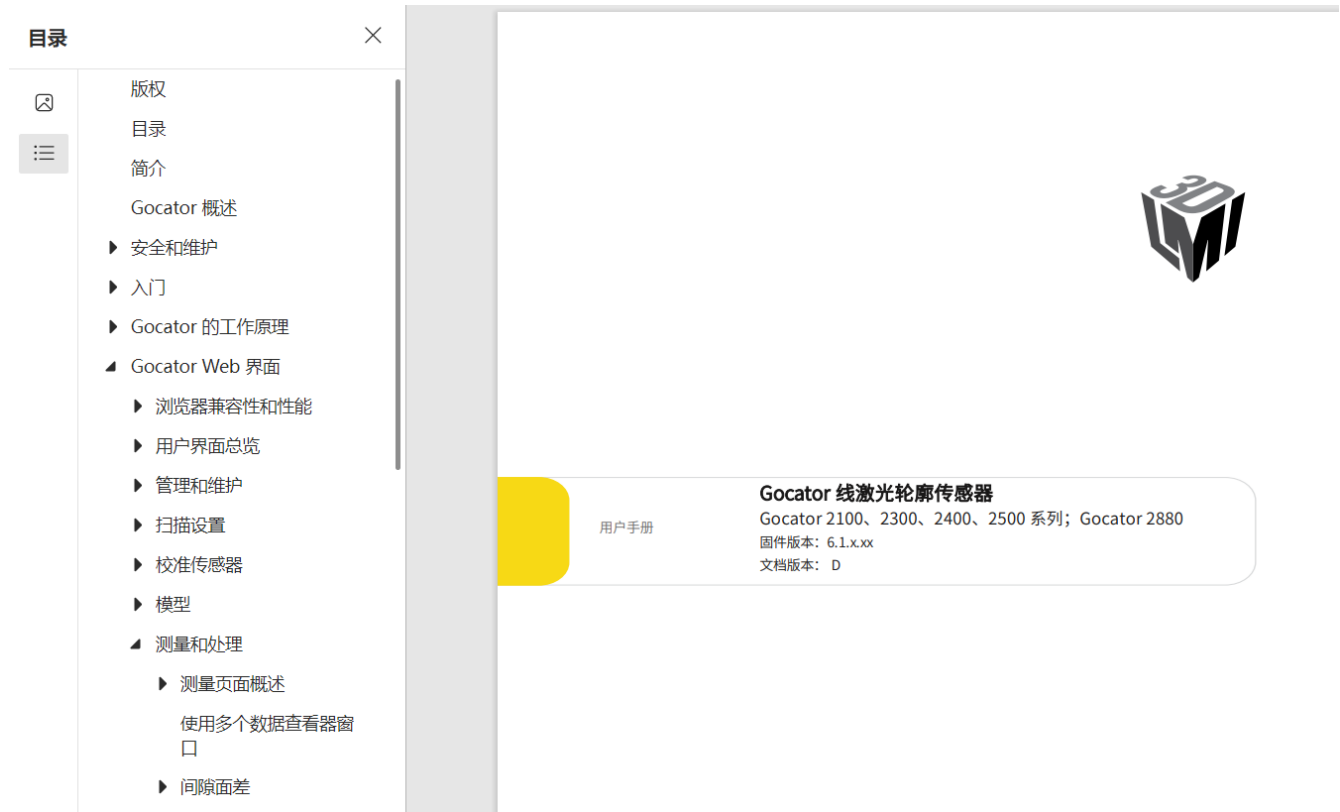 目录
版权
目录
简介
Gocator 概述
安全和维护
入门
Gocator 的工作原理
Gocator Web 界面
浏览器兼容性和性能
用户界面总览
管理和维护
扫描设置
校准传感器
模型
测量和处理
测量页面概述
使用多个数据查看器窗
口
间隙面差
3D
LMI
用户手册
Gocator 线激光轮廓传感器
Gocator 2100、2300、2400、2500 系列；Gocator 2880
固件版本：6.1.x.xx
文档版本： D